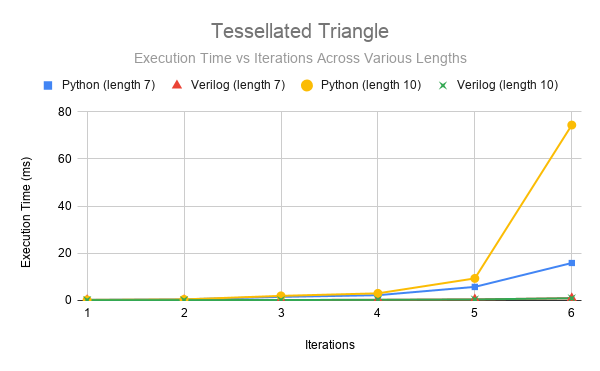 Tessellated Triangle
Execution Time vs Iterations Across Various Lengths
Python (length 7) Verilog (length 7) Python (length 10) Verilog (length 10)
80
60
40
20
0
Execution Time (ms)
1 2 3 4 5 6
Iterations